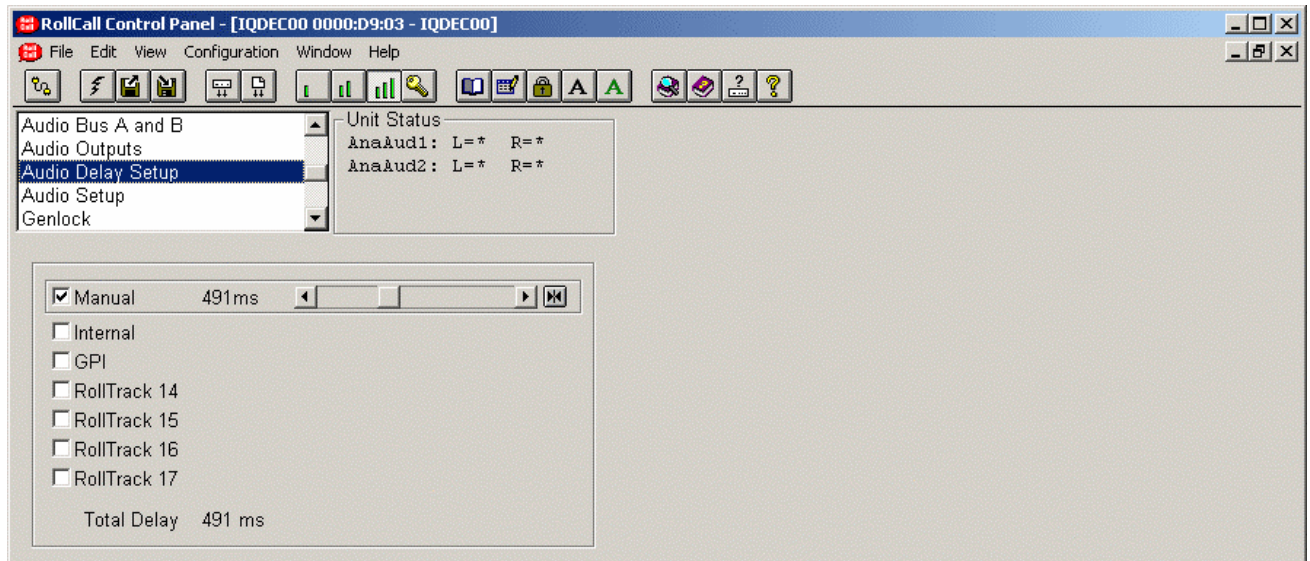 RollCall Control Panel - [IQDEC00 0000:D9:03 - IQDEC00]
File Edit View Configuration Window Help
A A
Audio Bus A and B
Audio Outputs
Audio Delay Setup
Audio Setup
Genlock
Unit Status
AnaAud1: L=* R=*
AnaAud2: L=* R=*
Manual 491ms
Internal
GPI
RollTrack 14
RollTrack 15
RollTrack 16
RollTrack 17
Total Delay 491 ms